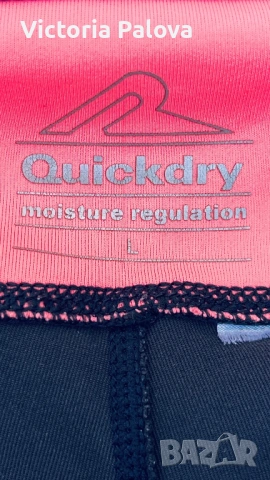 Victoria Palova
Quickdry
moisture regulation
L
BAZAR